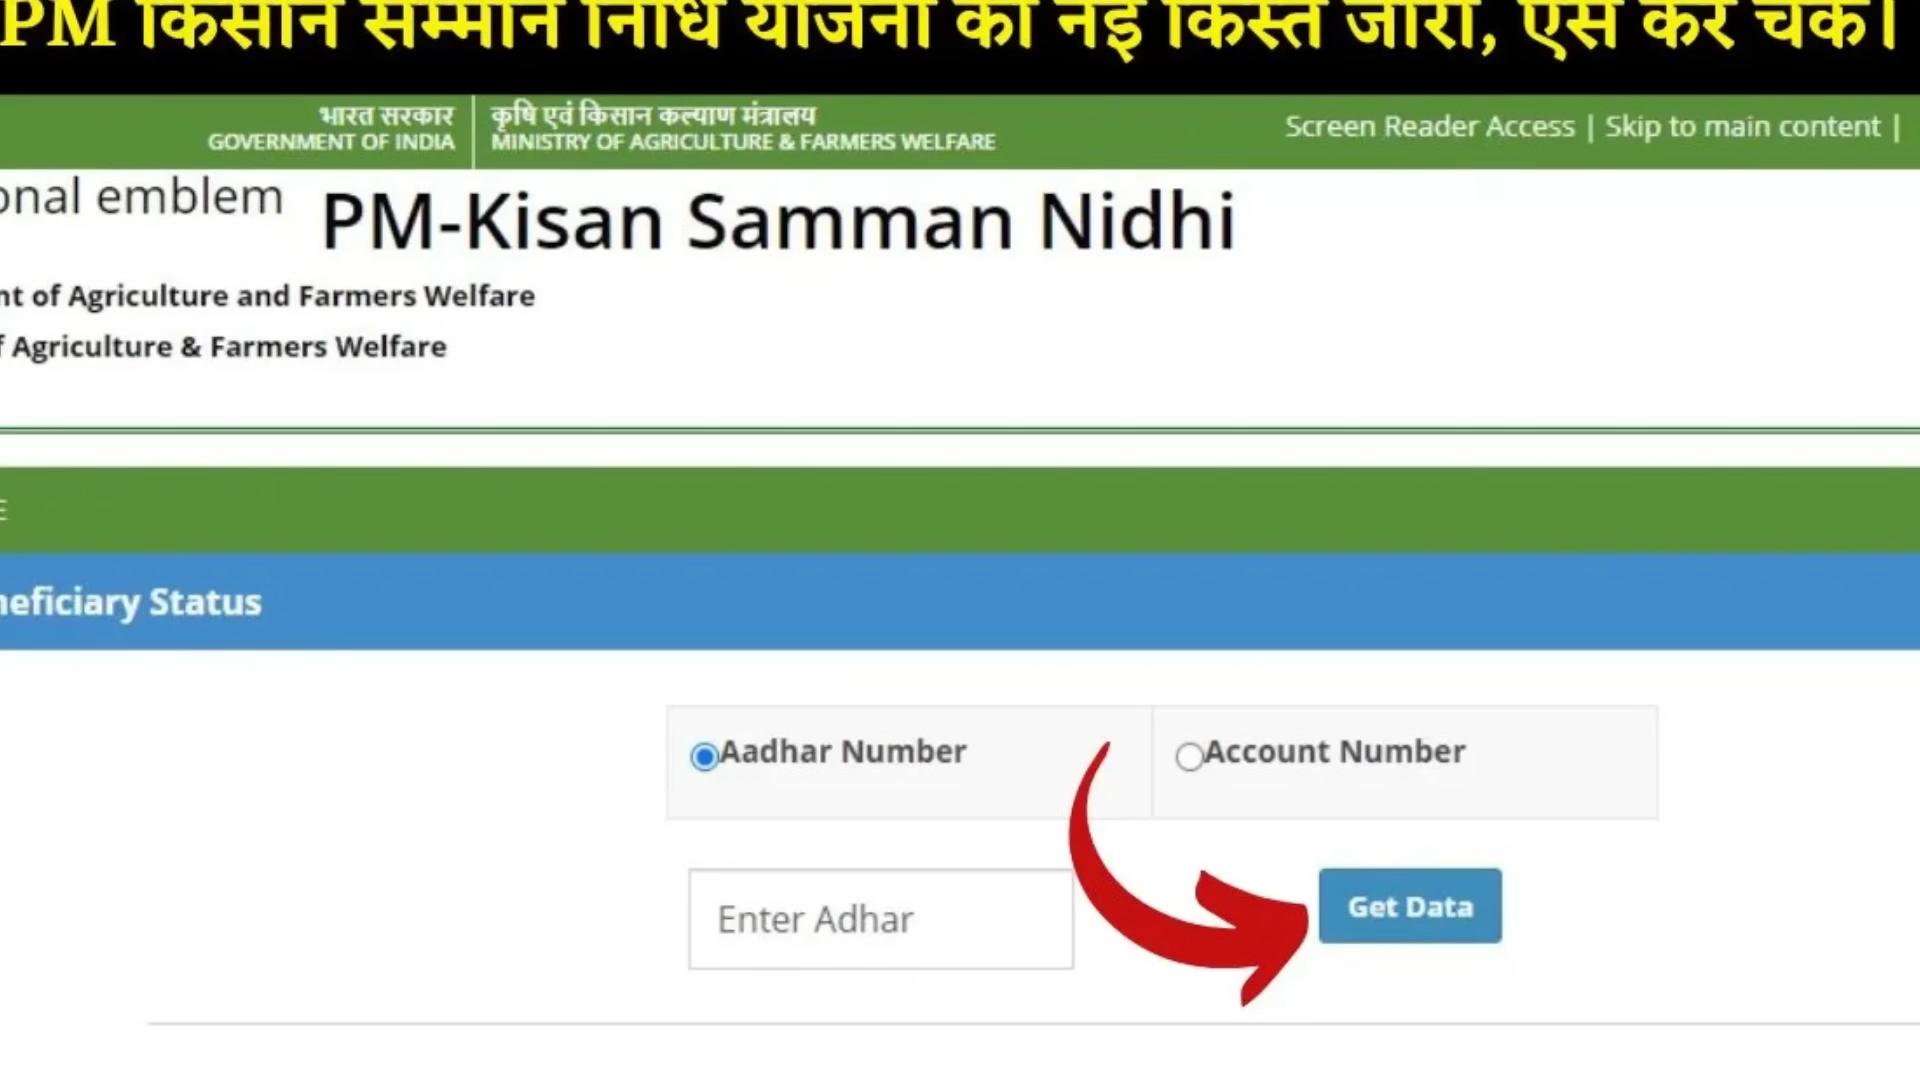 PM किसान सम्मान निधि योजना की नई किस्त जारी, ऐसे करें चेक।
भारत सरकार
GOVERNMENT OF INDIA
कृषि एवं किसान कल्याण मंत्रालय
MINISTRY OF AGRICULTURE & FARMERS WELFARE
Screen Reader Access | Skip to main content |
onal emblem
PM-Kisan Samman Nidhi
nt of Agriculture and Farmers Welfare
f Agriculture & Farmers Welfare
E
neficiary Status
Aadhar Number
Account Number
Enter Adhar
Get Data